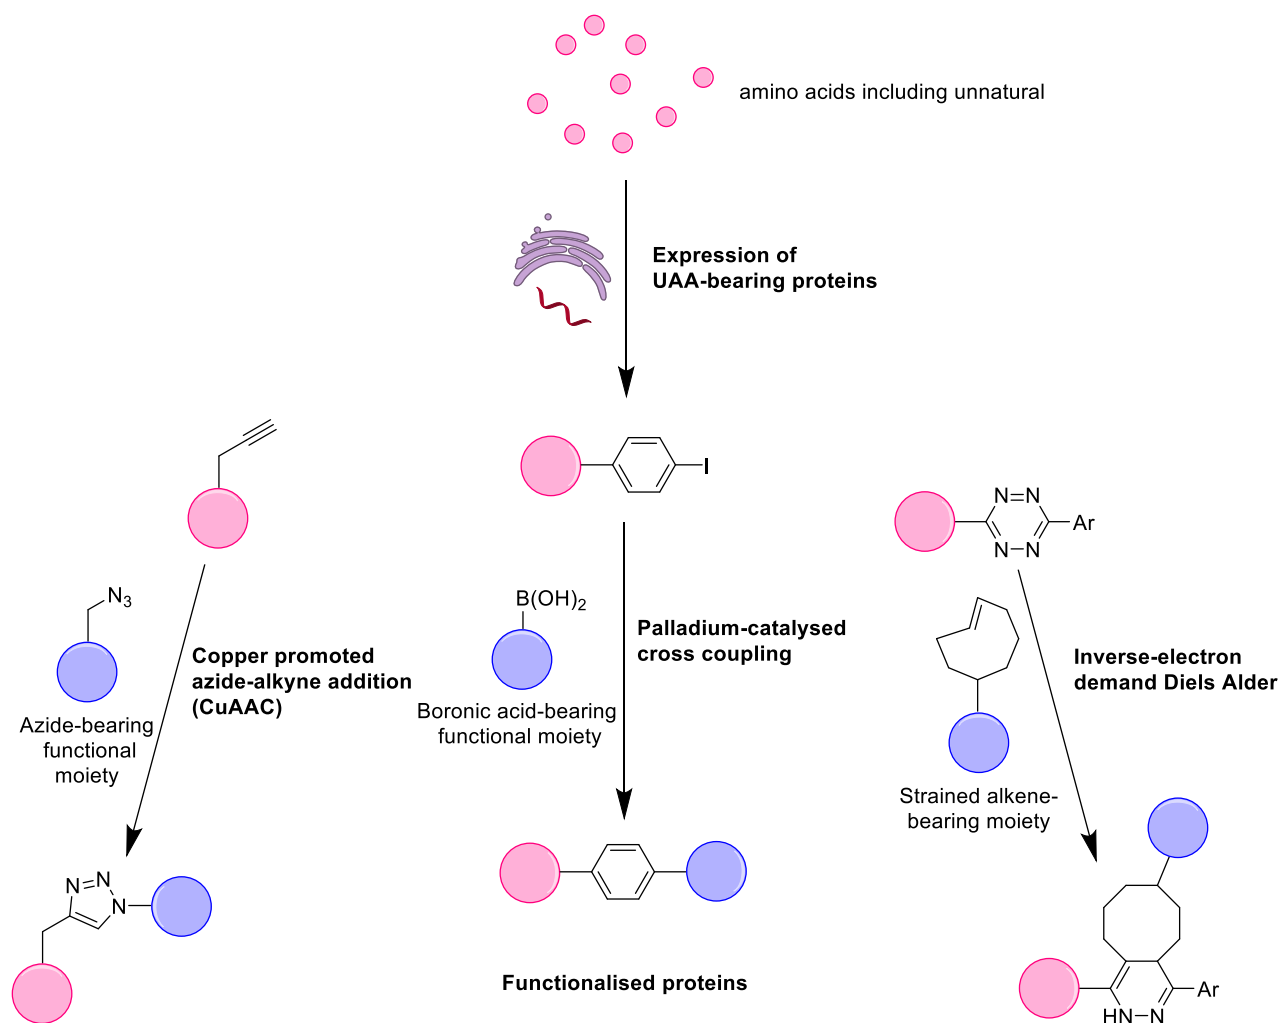 amino acids including unnatural
Expression of
UAA-bearing proteins
I
N=N
Ar
N–N
N₃
B(OH)₂
Copper promoted
azide-alkyne addition
(CuAAC)
Palladium-catalysed
cross coupling
Inverse-electron
demand Diels Alder
Azide-bearing
functional
moiety
Boronic acid-bearing
functional moiety
Strained alkene-
bearing moiety
N=N
N
Functionalised proteins
Ar
HN–N